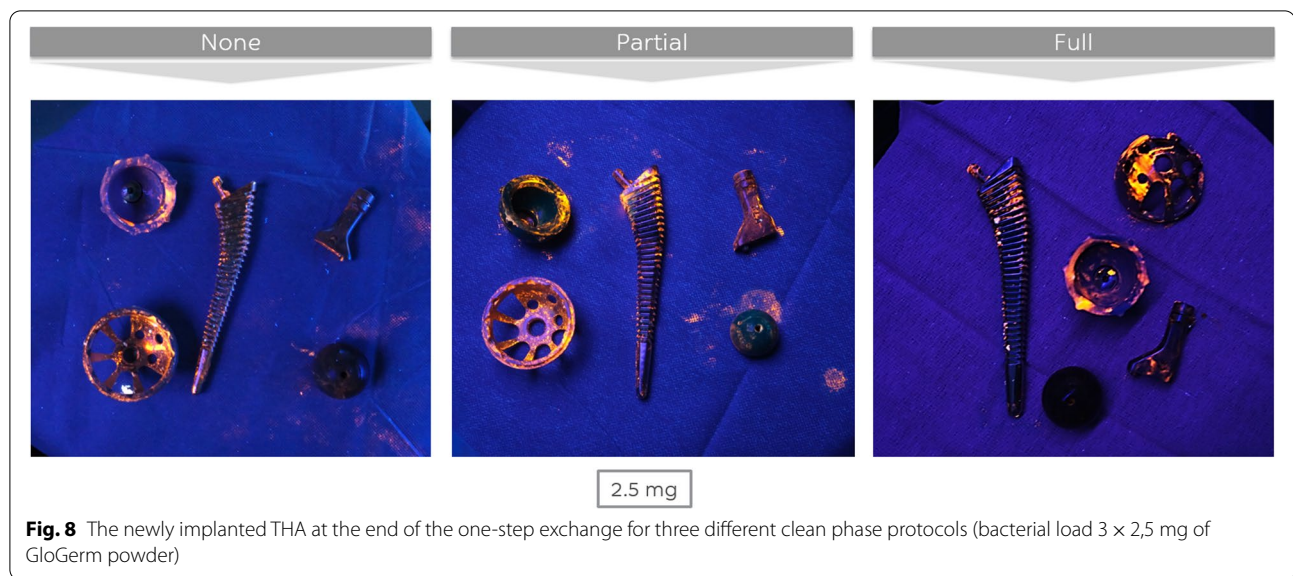 None
Partial
Full
2.5 mg
Fig. 8 The newly implanted THA at the end of the one-step exchange for three different clean phase protocols (bacterial load 3 × 2,5 mg of
GloGerm powder)